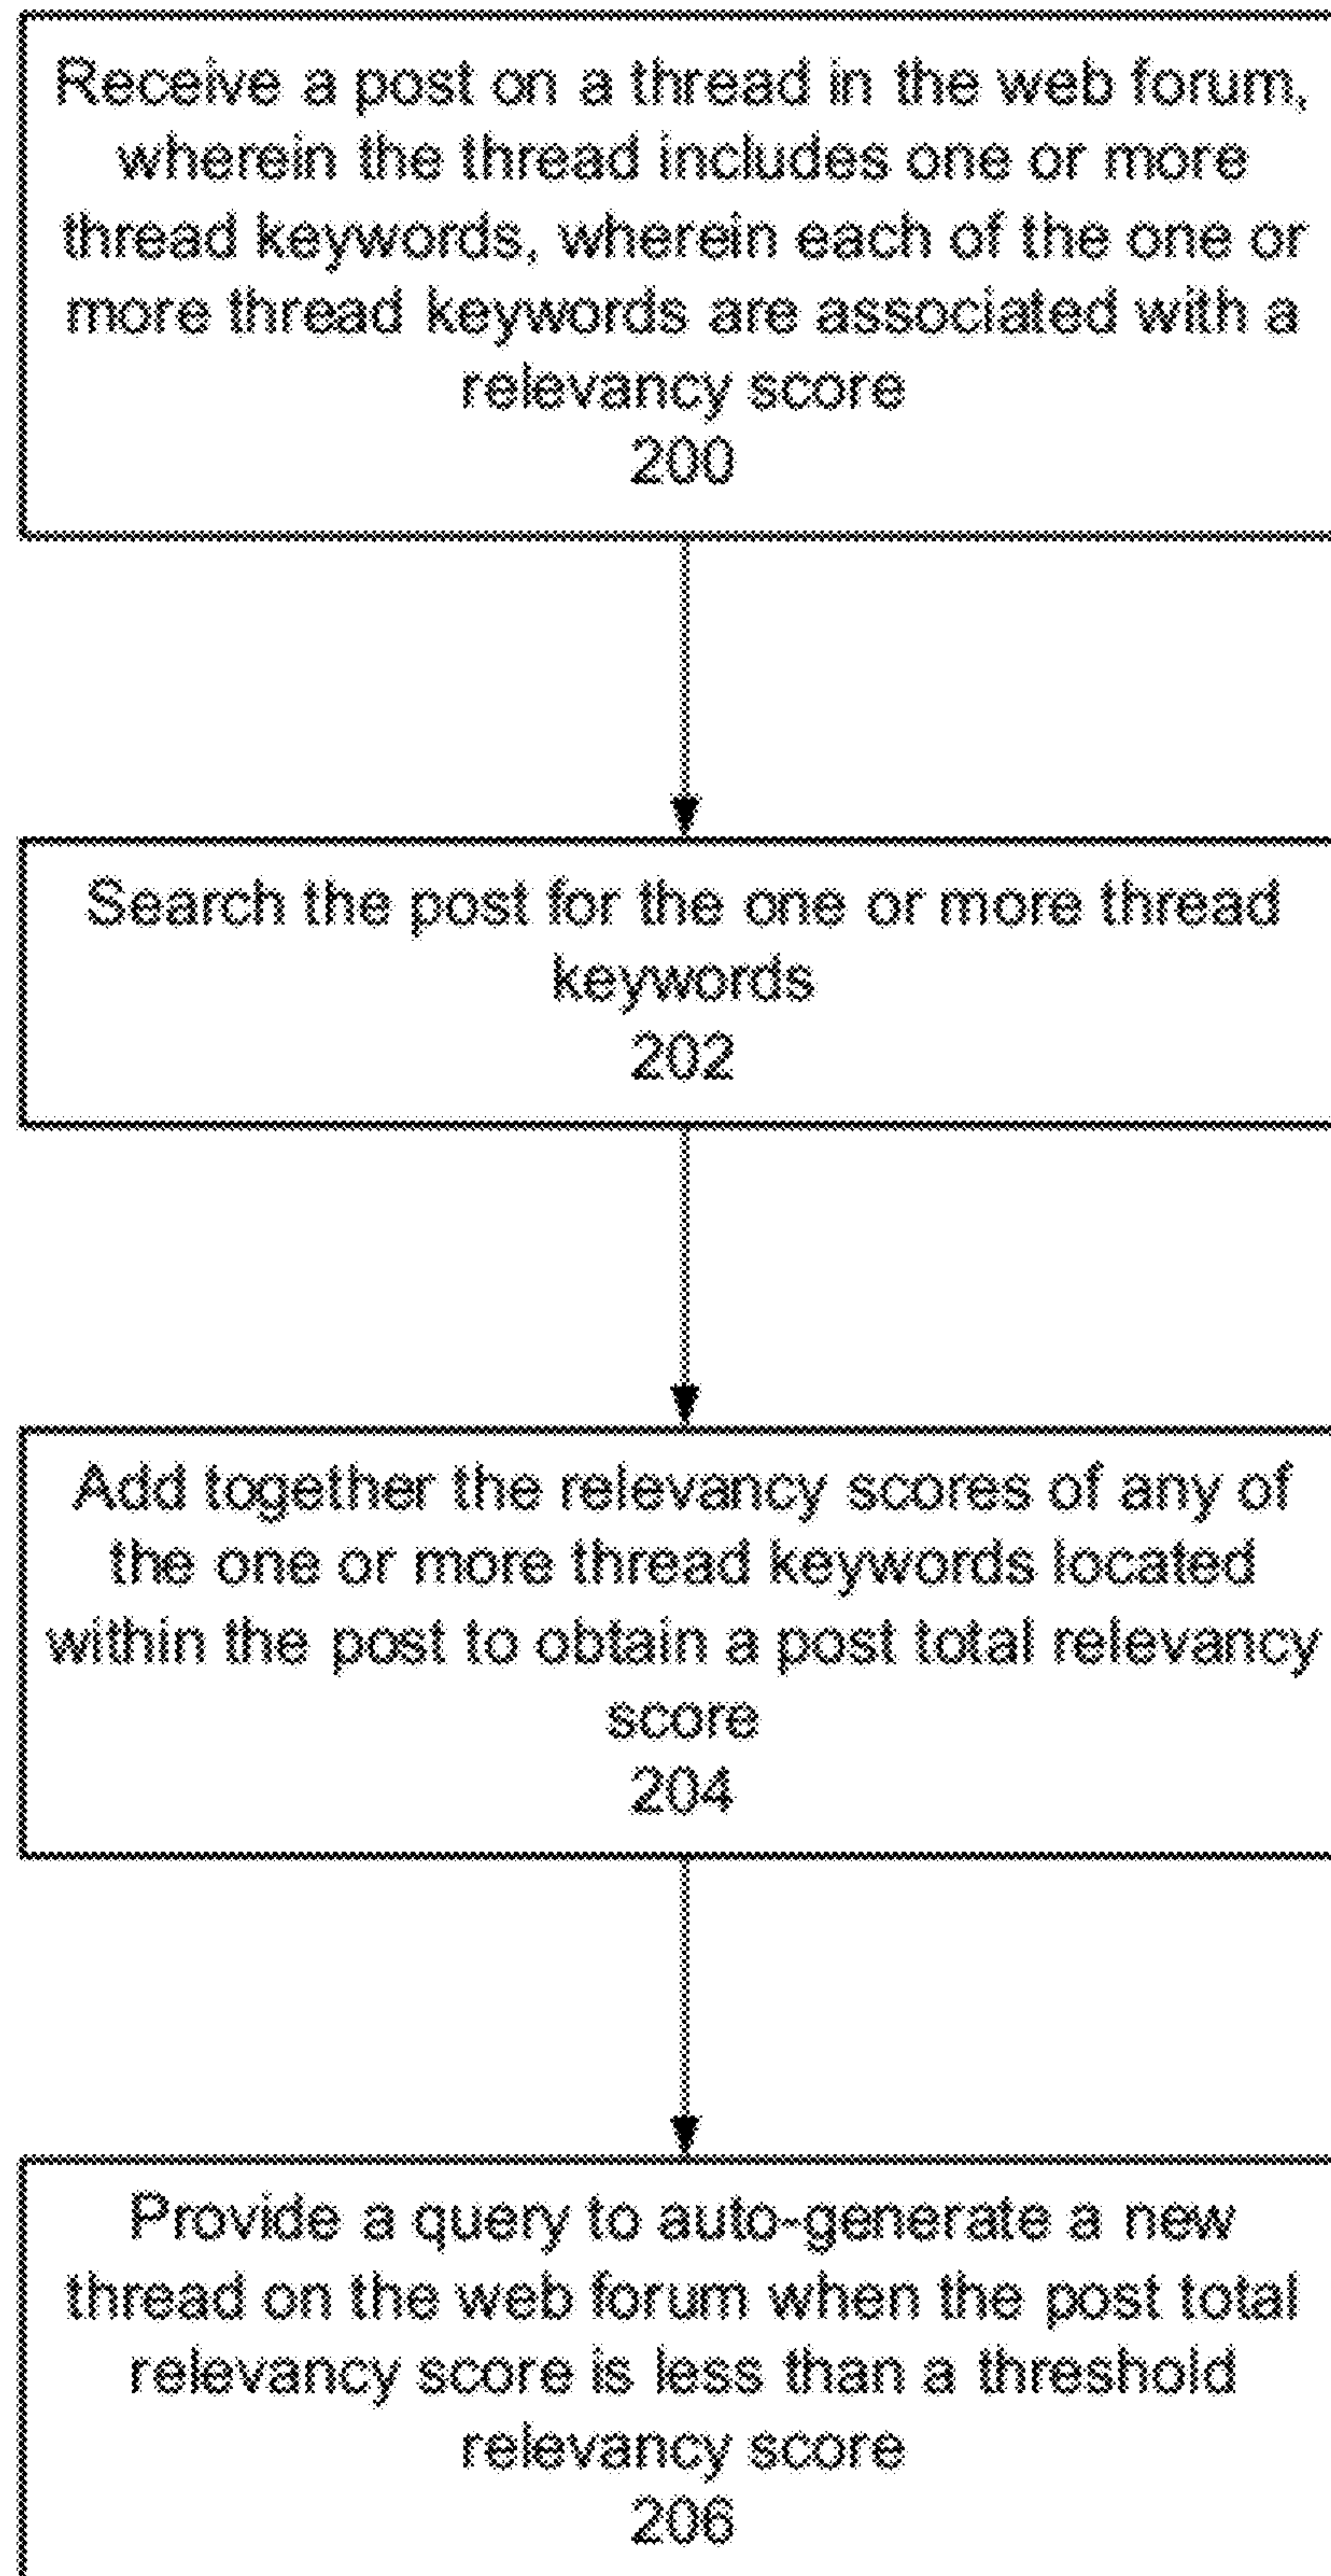 Receive a post on a thread in the web forum,
wherein the thread includes one or more
thread keywords, wherein each of the one or
more thread keywords are associated with a
relevancy score
200
Search the post for the one or more thread
keywords
202
Add together the relevancy scores of any of
the one or more thread keywords located
within the post to obtain a post total relevancy
score
204
Provide a query to auto-generate a new
thread on the web forum when the post total
relevancy score is less than a threshold
relevancy score
206